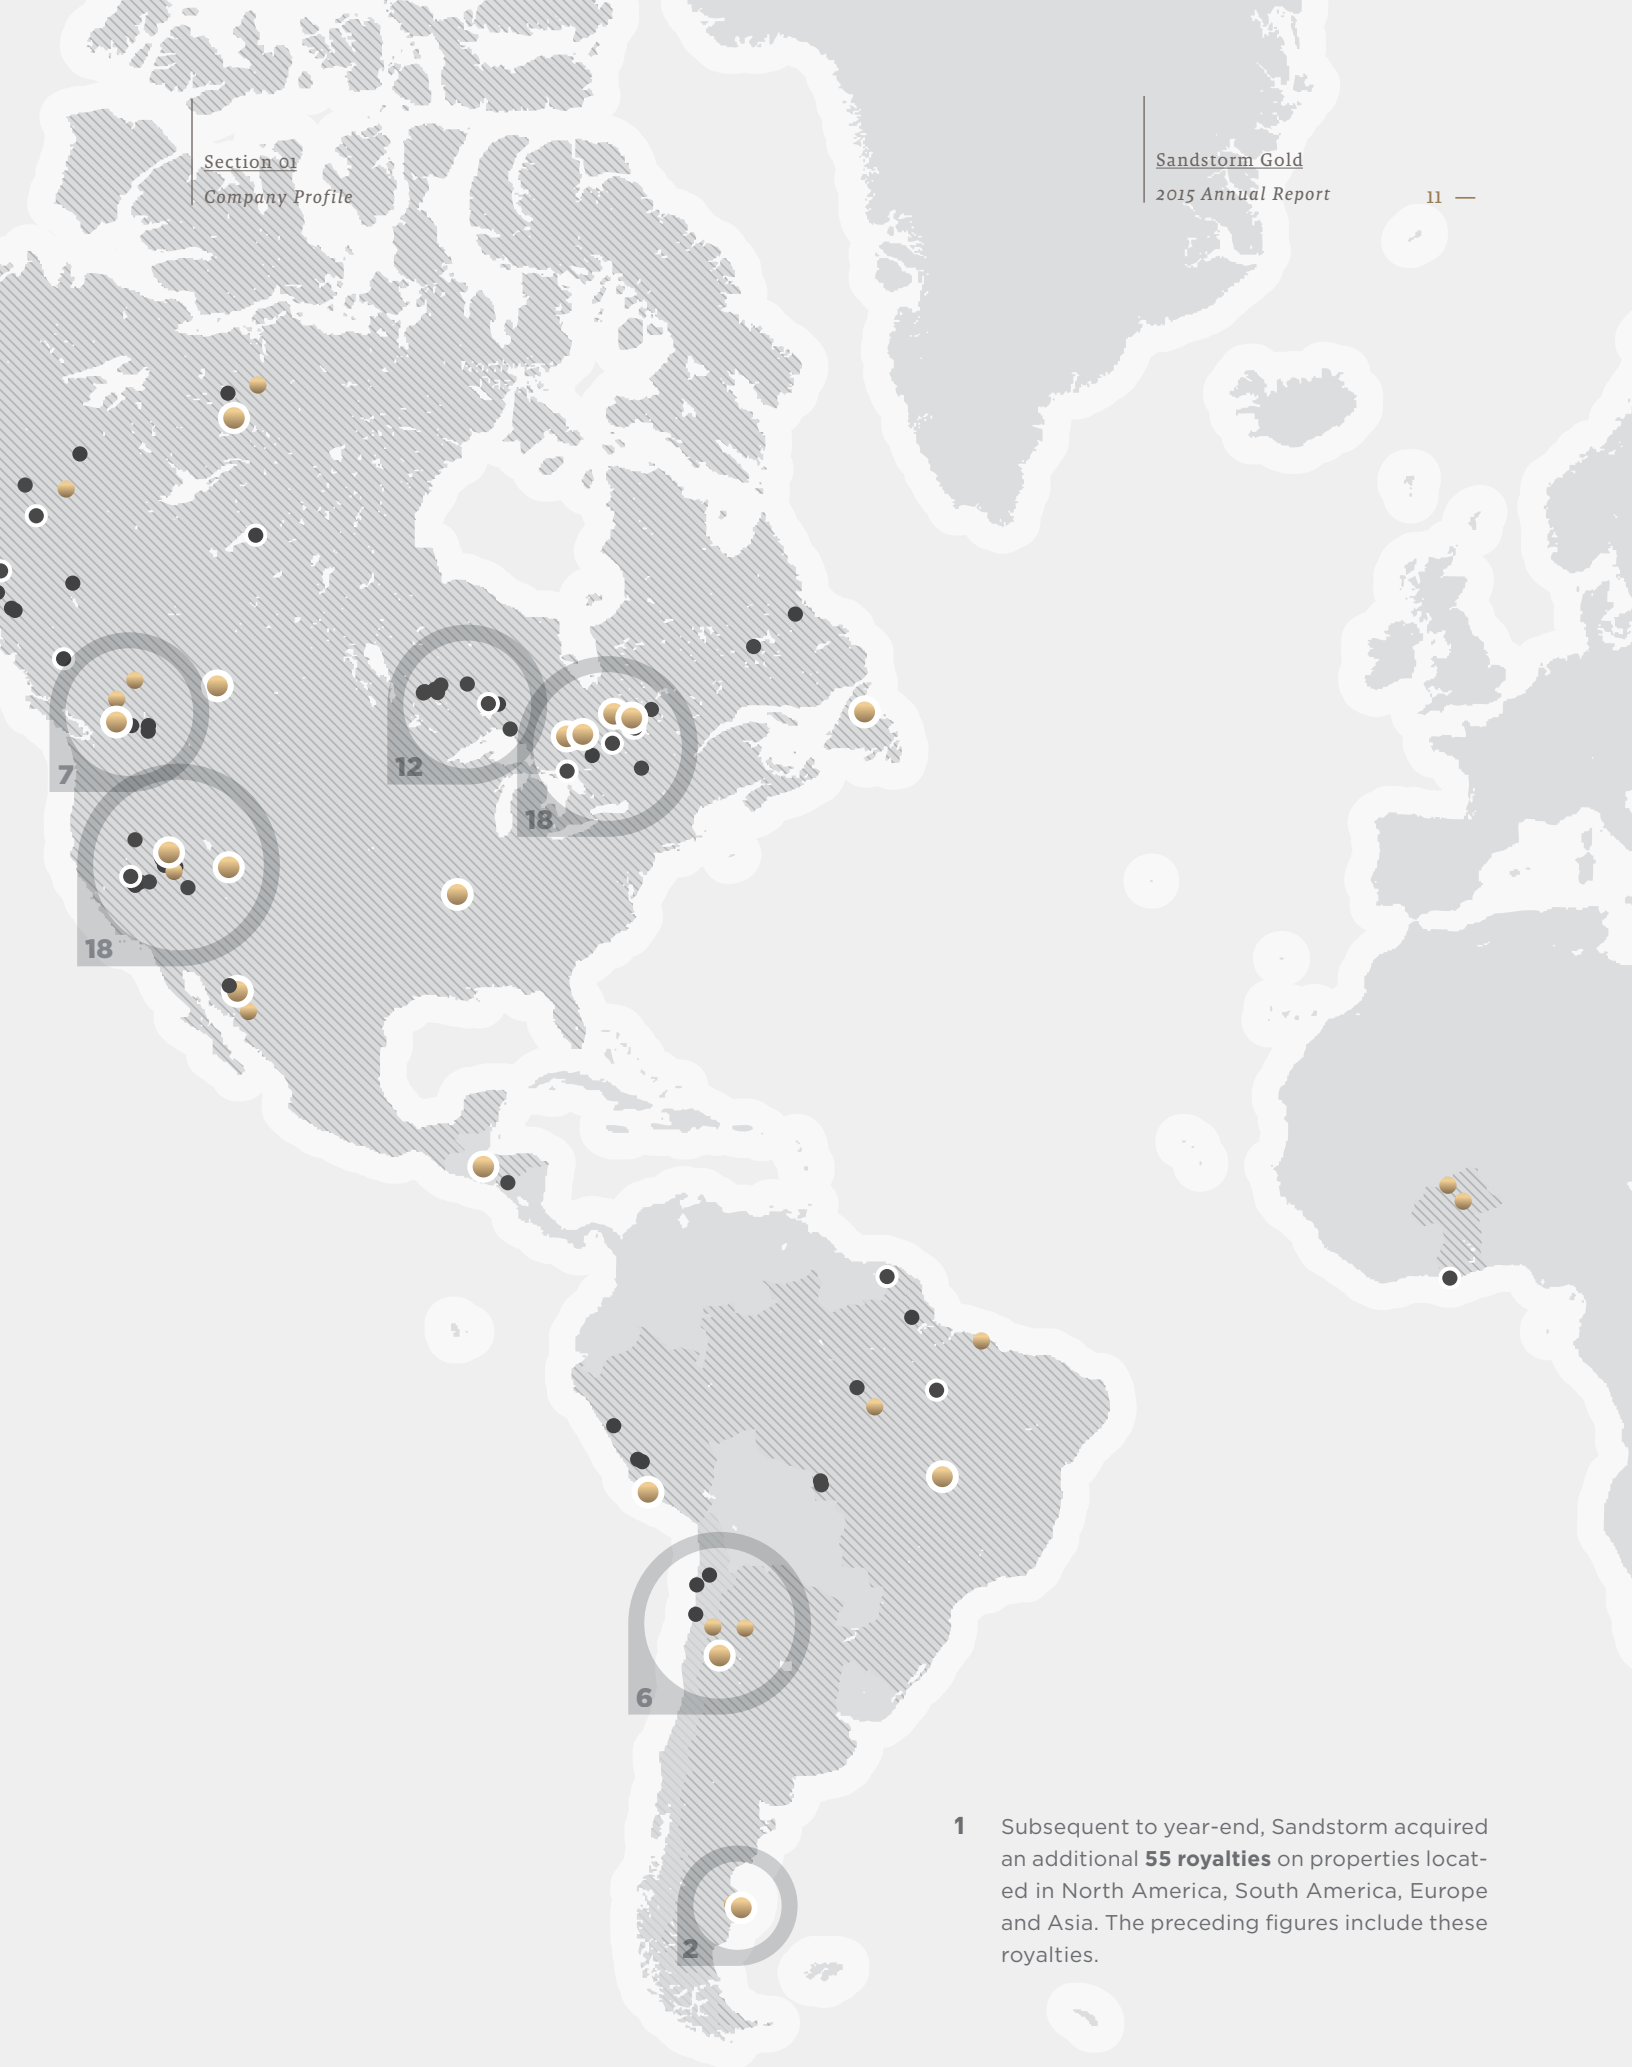 Section 01
Company Profile
Sandstorm Gold
2015 Annual Report
11 —
Northwest
Passage
7
12
18
18
6
2
1 Subsequent to year-end, Sandstorm acquired
an additional 55 royalties on properties locat-
ed in North America, South America, Europe
and Asia. The preceding figures include these
royalties.